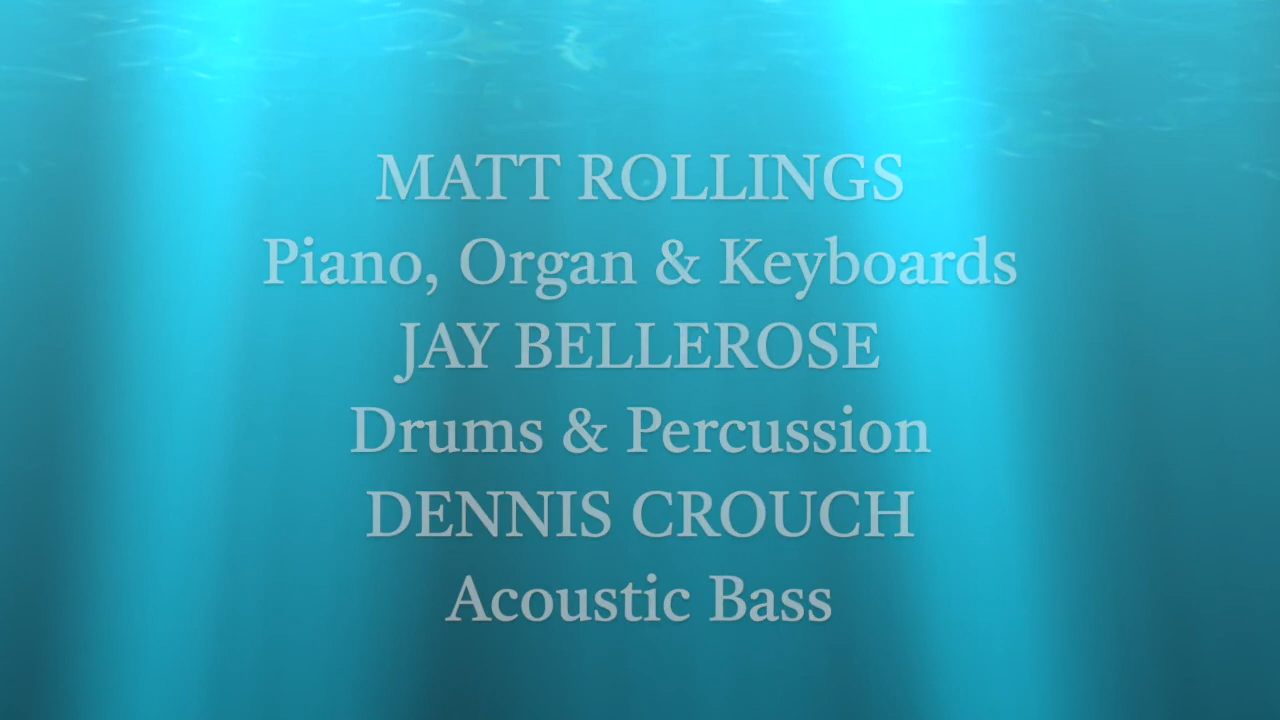 MATT ROLLINGS
Piano, Organ & Keyboards
JAY BELLEROSE
Drums & Percussion
DENNIS CROUCH
Acoustic Bass